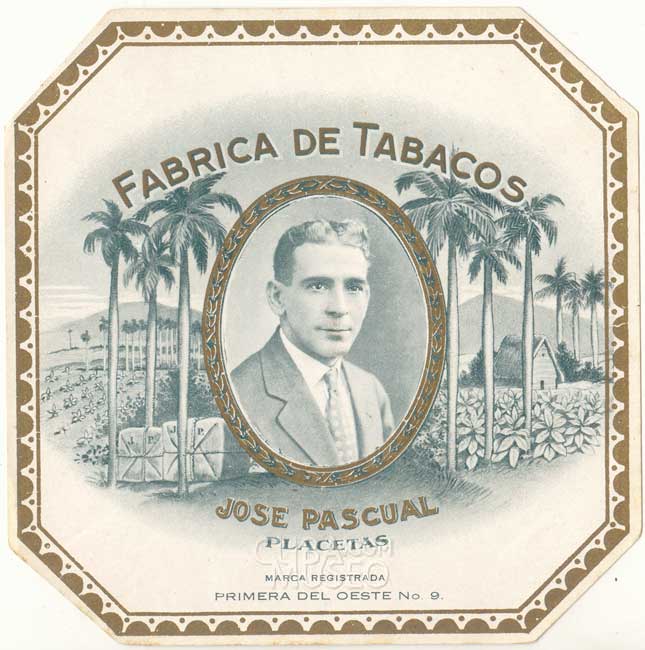 FABRICA DE TABACOS
J. P.
J. P.
JOSE PASCUAL
PLACETAS
MARCA REGISTRADA
PRIMERA DEL OESTE No. 9.